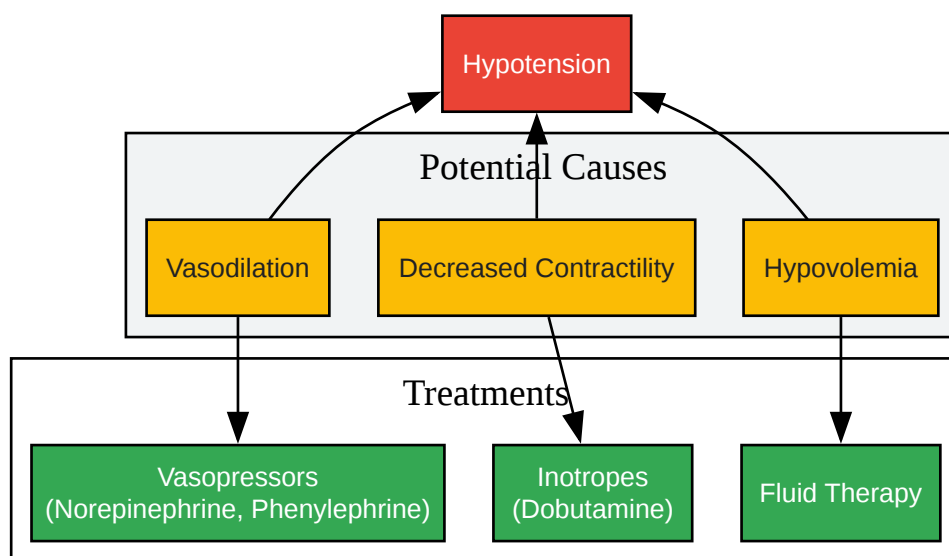 Hypotension
Potential Causes
Vasodilation
Decreased Contractility
Hypovolemia
Treatments
Vasopressors
(Norepinephrine, Phenylephrine)
Inotropes
(Dobutamine)
Fluid Therapy